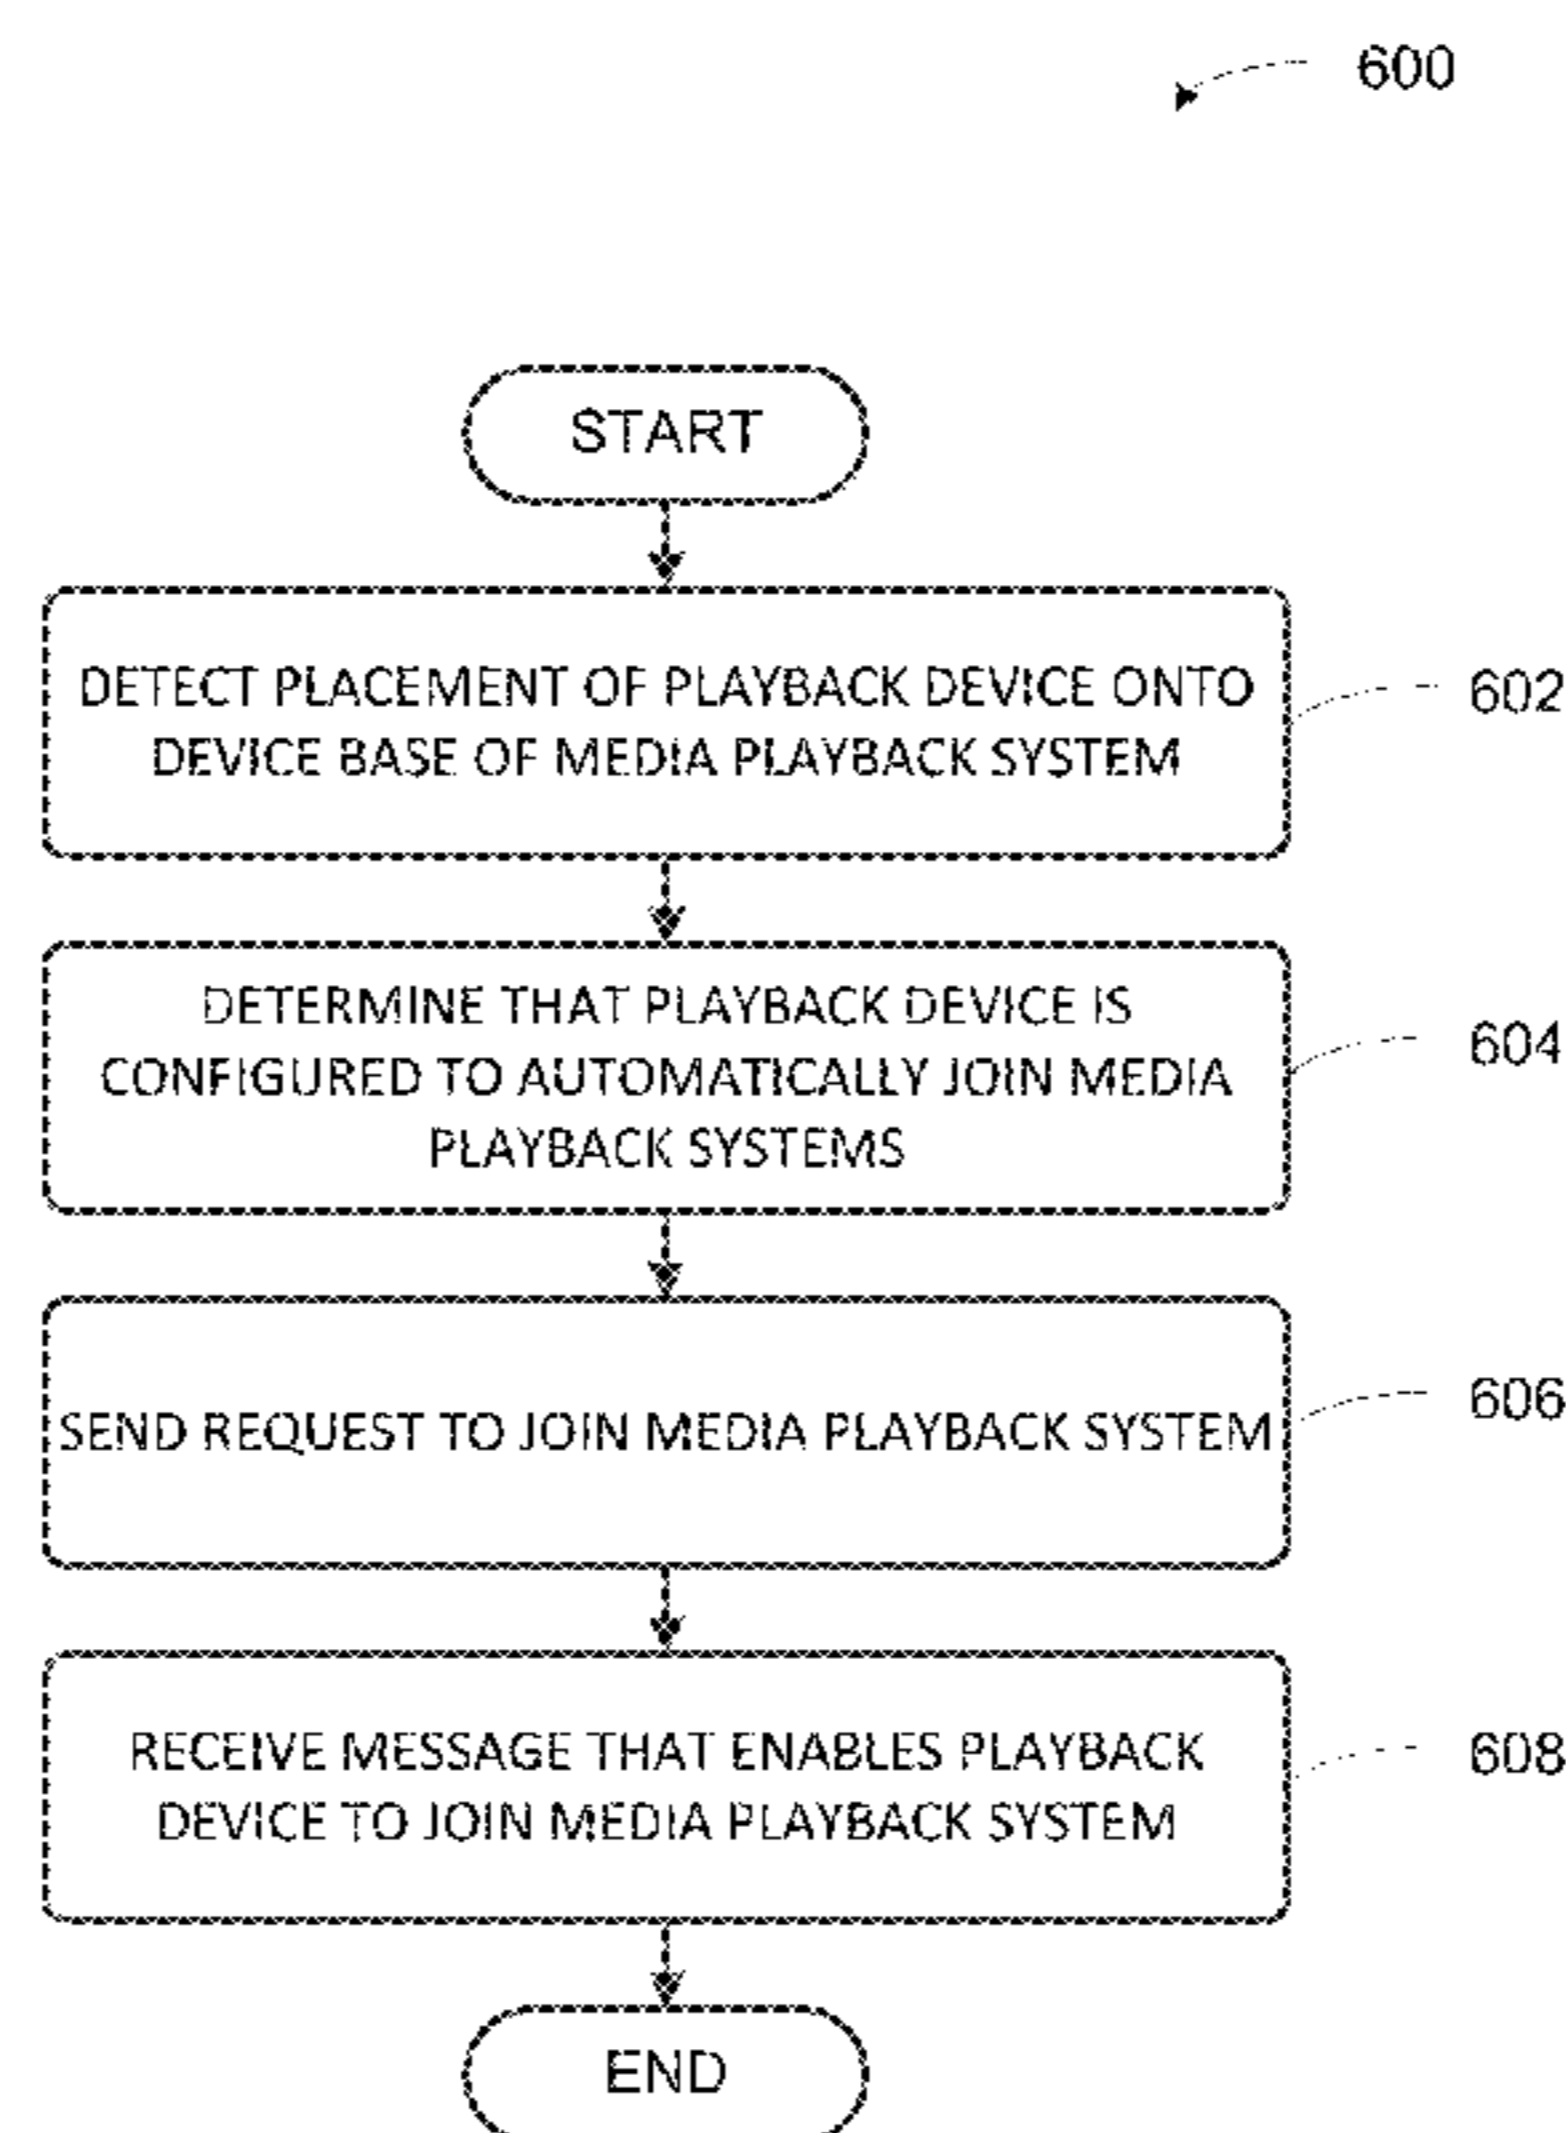 600
START
DETECT PLACEMENT OF PLAYBACK DEVICE ONTO
DEVICE BASE OF MEDIA PLAYBACK SYSTEM
602
DETERMINE THAT PLAYBACK DEVICE IS
CONFIGURED TO AUTOMATICALLY JOIN MEDIA
PLAYBACK SYSTEMS
604
SEND REQUEST TO JOIN MEDIA PLAYBACK SYSTEM
606
RECEIVE MESSAGE THAT ENABLES PLAYBACK
DEVICE TO JOIN MEDIA PLAYBACK SYSTEM
608
END